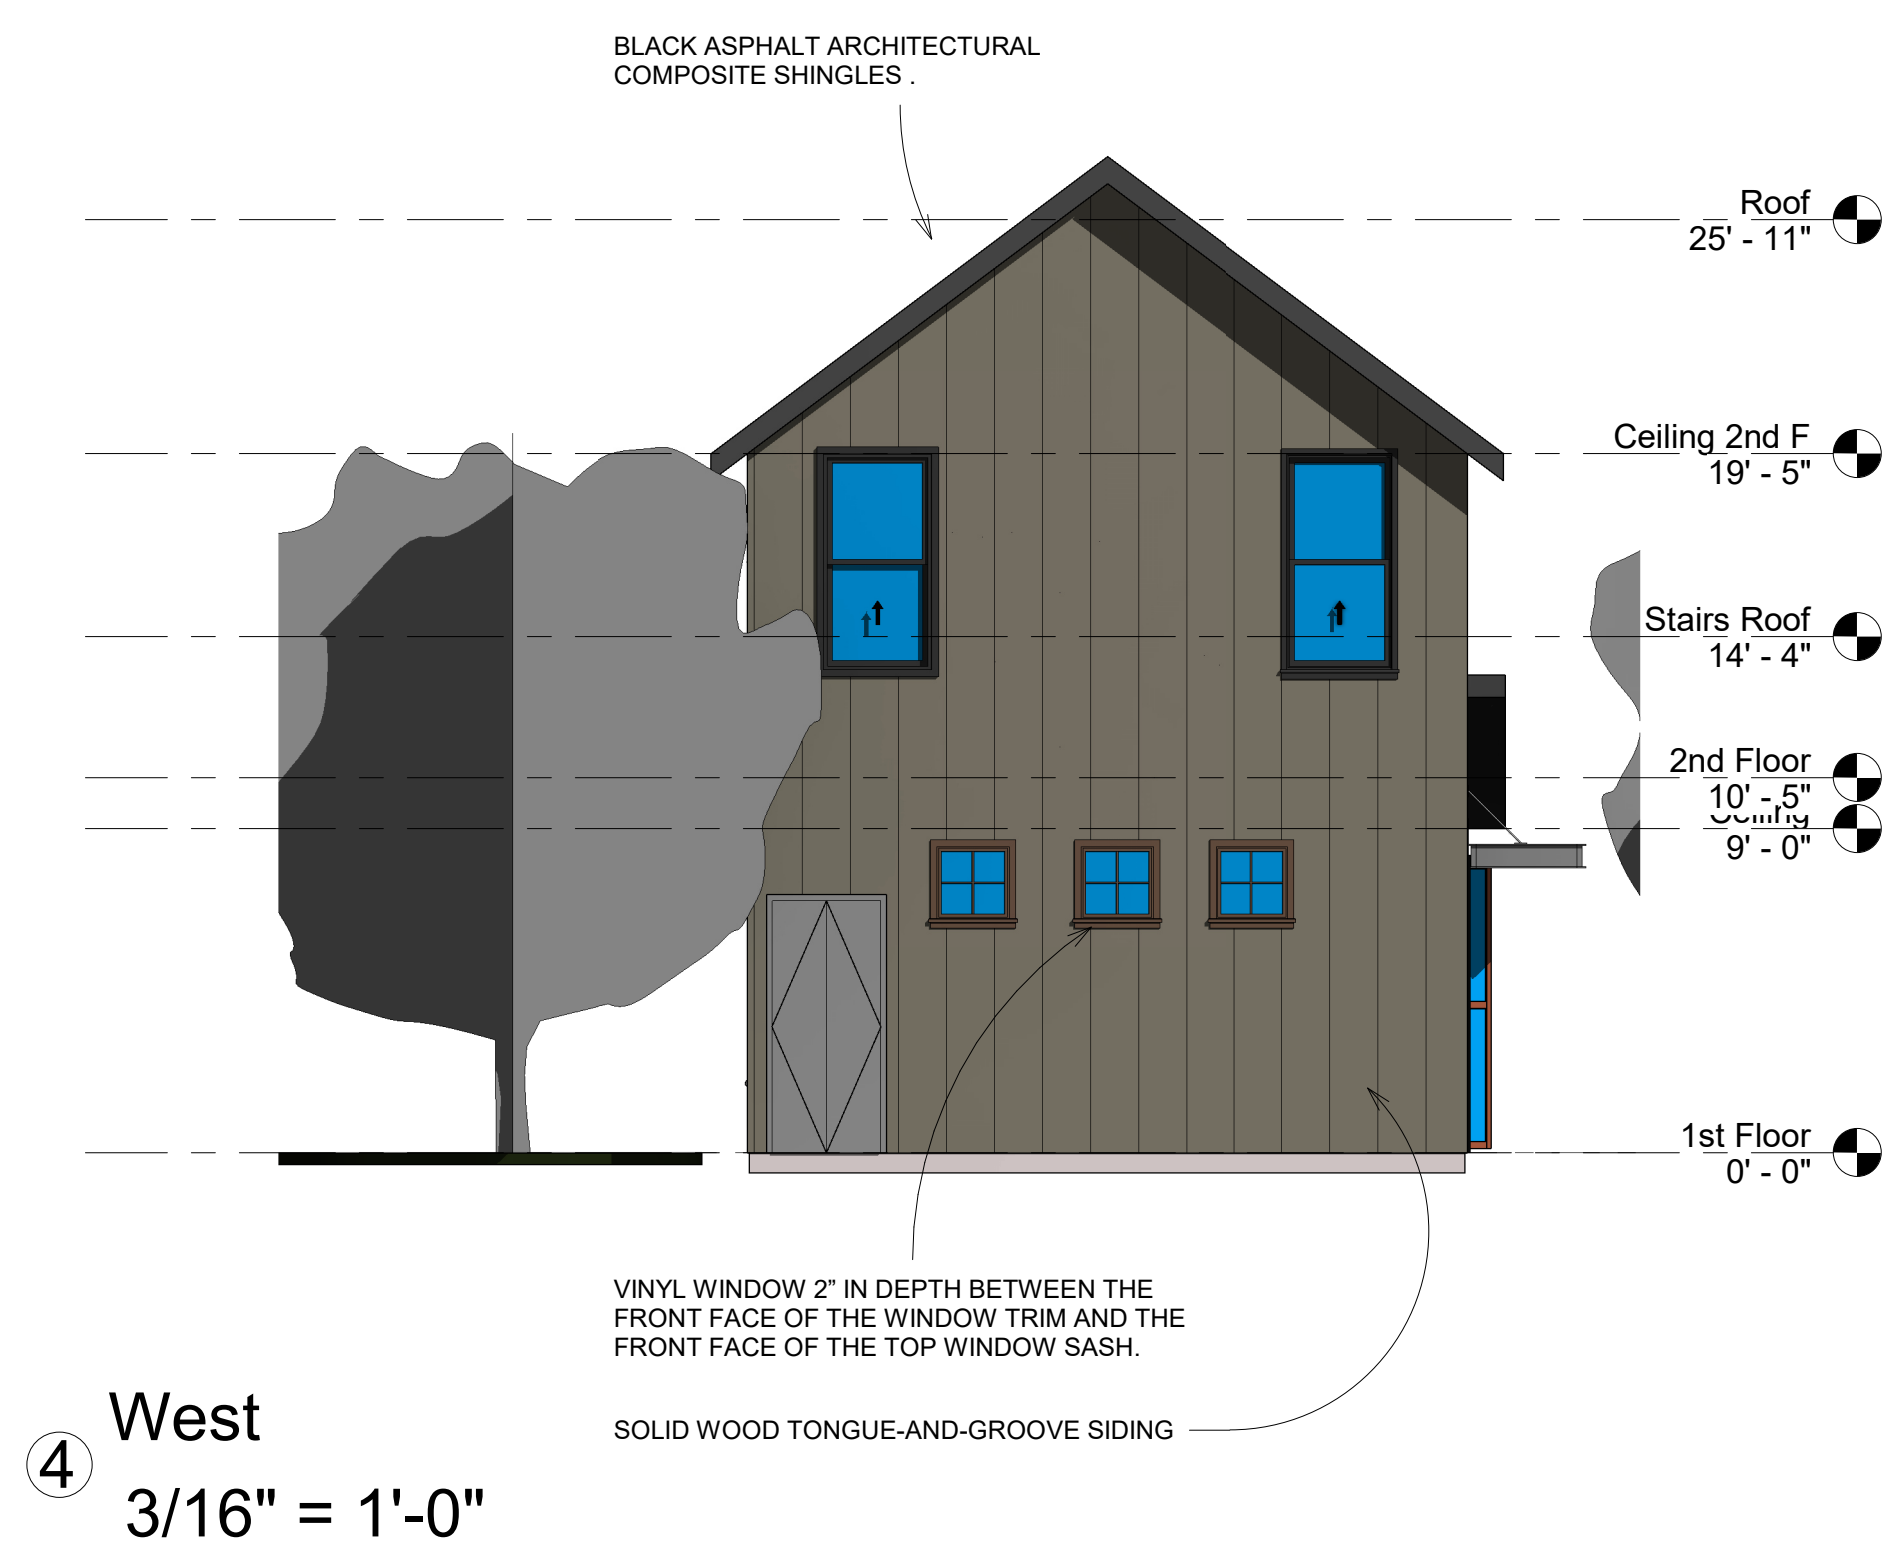 BLACK ASPHALT ARCHITECTURAL
COMPOSITE SHINGLES .
Roof
25' - 11"
Ceiling 2nd F
19' - 5"
Stairs Roof
14' - 4"
2nd Floor
10' - 5"
Ceiling
9' - 0"
1st Floor
0' - 0"
VINYL WINDOW 2” IN DEPTH BETWEEN THE
FRONT FACE OF THE WINDOW TRIM AND THE
FRONT FACE OF THE TOP WINDOW SASH.
SOLID WOOD TONGUE-AND-GROOVE SIDING
4 West
3/16" = 1'-0"